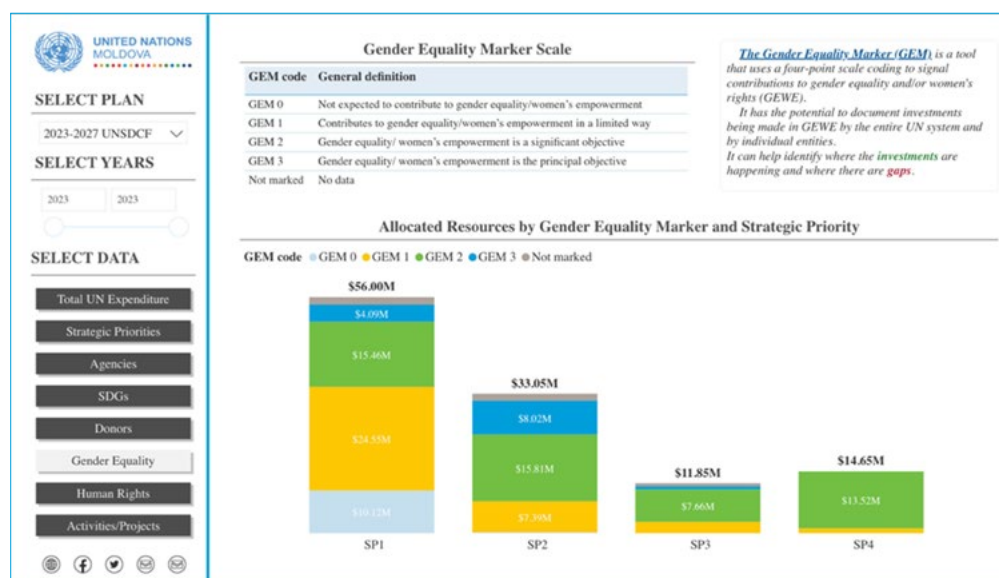 UNITED NATIONS
MOLDOVA
SELECT PLAN
2023-2027 UNSDCF
SELECT YEARS
2023 2023
SELECT DATA
Total UN Expenditure
Strategic Priorities
Agencies
SDGs
Donors
Gender Equality
Human Rights
Activities/Projects
Gender Equality Marker Scale
GEM code General definition
GEM 0 Not expected to contribute to gender equality/women's empowerment
GEM 1 Contributes to gender equality/women's empowerment in a limited way
GEM 2 Gender equality/ women's empowerment is a significant objective
GEM 3 Gender equality/ women's empowerment is the principal objective
Not marked No data
The Gender Equality Marker (GEM) is a tool
that uses a four-point scale coding to signal
contributions to gender equality and/or women's
rights (GEWE).
It has the potential to document investments
being made in GEWE by the entire UN system and
by individual entities.
It can help identify where the investments are
happening and where there are gaps.
Allocated Resources by Gender Equality Marker and Strategic Priority
GEM code GEM 0 GEM 1 GEM 2 GEM 3 Not marked
$56.00M
$4.09M
$15.46M
$24.55M
$10.12M
SP1
$33.05M
$8.02M
$15.81M
$7.39M
SP2
$11.85M
$7.66M
SP3
$14.65M
$13.52M
SP4